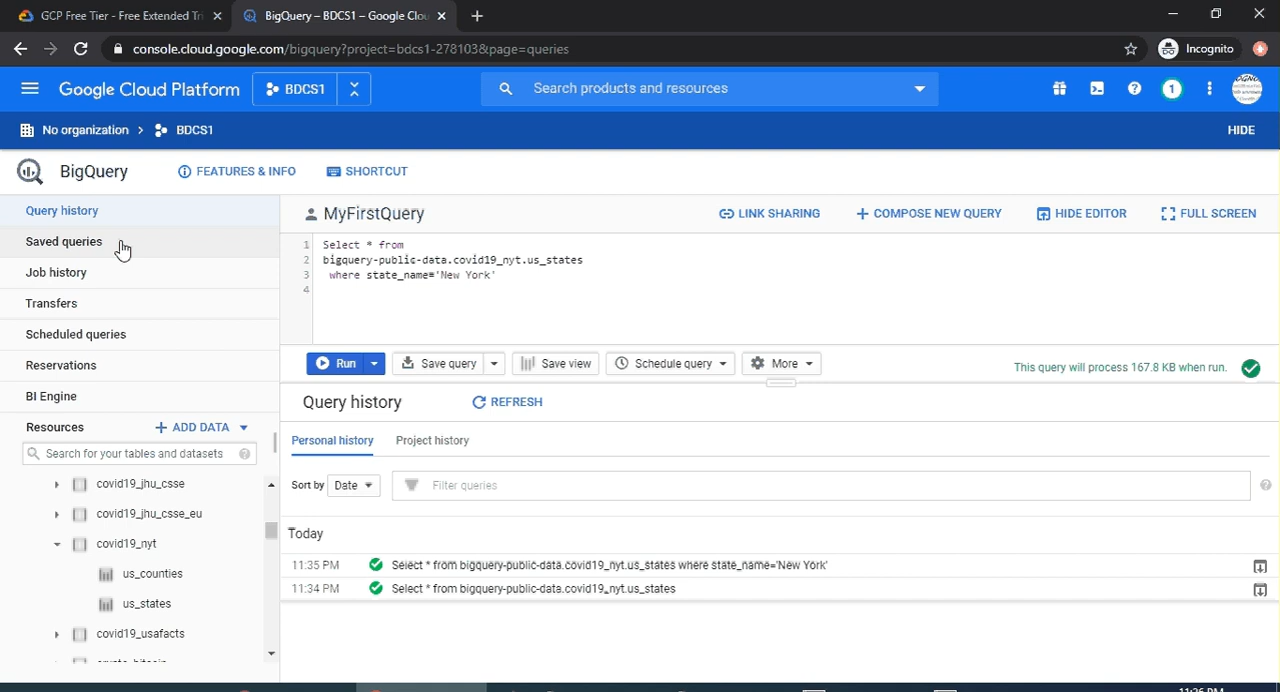 GCP Free Tier - Free Extended Tri
BigQuery – BDCS1 – Google Clou
console.cloud.google.com/bigquery?project=bdcs1-278103&page=queries
Incognito
Google Cloud Platform
BDCS1
Search products and resources
1
No organization
BDCS1
HIDE
BigQuery
FEATURES & INFO
SHORTCUT
Query history
Saved queries
Job history
Transfers
Scheduled queries
Reservations
BI Engine
Resources
ADD DATA
Search for your tables and datasets
covid19_jhu_csse
covid19_jhu_csse_eu
covid19_nyt
us_counties
us_states
covid19_usafacts
MyFirstQuery
LINK SHARING
COMPOSE NEW QUERY
HIDE EDITOR
FULL SCREEN
1 Select * from
2 bigquery-public-data.covid19_nyt.us_states
3 where state_name='New York'
4
Run
Save query
Save view
Schedule query
More
This query will process 167.8 KB when run.
Query history
REFRESH
Personal history
Project history
Sort by
Date
Filter queries
Today
11:35 PM Select * from bigquery-public-data.covid19_nyt.us_states where state_name='New York'
11:34 PM Select * from bigquery-public-data.covid19_nyt.us_states